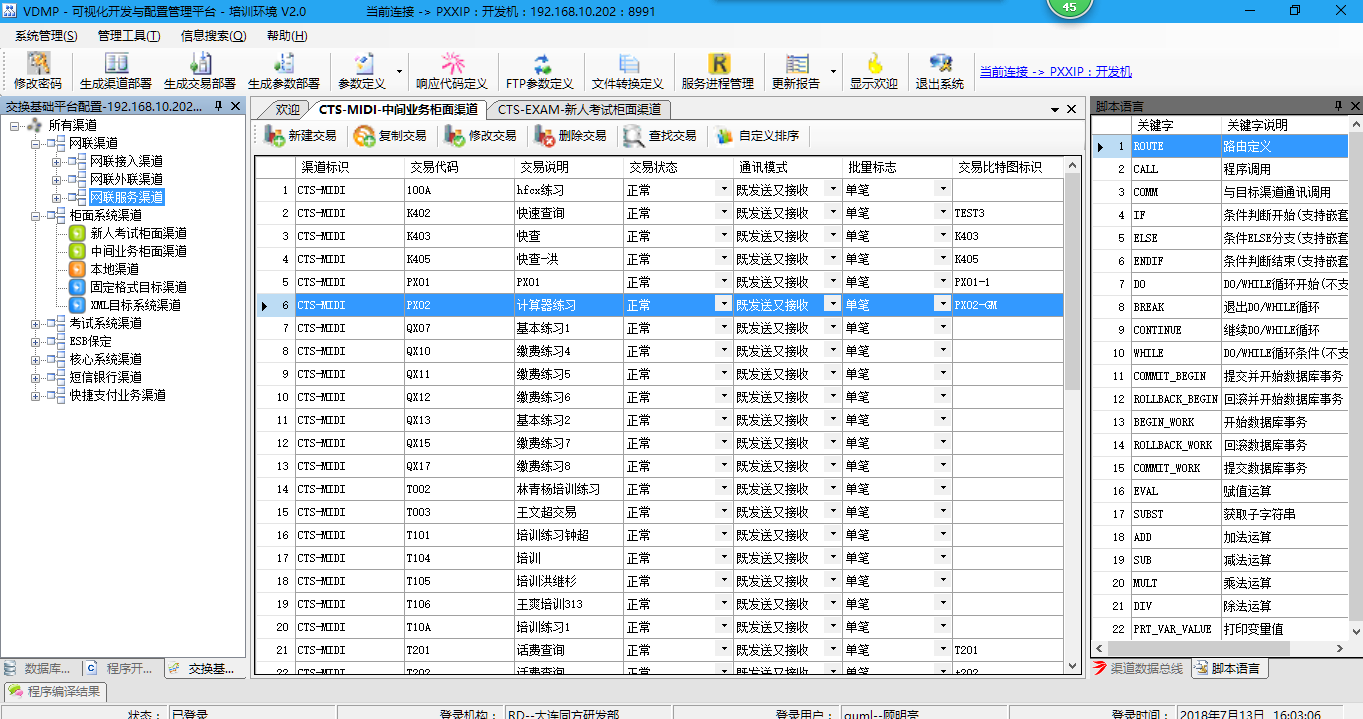 VDMP - 可视化开发与配置管理平台 - 培训环境 V2.0 当前连接 -> PXXIP：开发机：192.168.10.202：8991
45
系统管理(S) 管理工具(T) 信息搜索(Q) 帮助(H)
修改密码 生成渠道部署 生成交易部署 生成参数部署 参数定义 响应代码定义 FTP参数定义 文件转换定义 服务进程管理 更新报告 显示欢迎 退出系统 当前连接 -> PXXIP：开发机
交换基础平台配置-192.168.10.202...
所有渠道
网联渠道
网联接入渠道
网联外联渠道
网联服务渠道
柜面系统渠道
新人考试柜面渠道
中间业务柜面渠道
本地渠道
固定格式目标渠道
XML目标系统渠道
考试系统渠道
ESB保定
核心系统渠道
短信银行渠道
快捷支付业务渠道
数据库... 程序开... 交换基...
欢迎 CTS-MIDI-中间业务柜面渠道 CTS-EXAM-新人考试柜面渠道
新建交易 复制交易 修改交易 删除交易 查找交易 自定义排序
渠道标识 交易代码 交易说明 交易状态 通讯模式 批量标志 交易比特图标识
1 CTS-MIDI 100A hfcx练习 正常 既发送又接收 单笔
2 CTS-MIDI K402 快速查询 正常 既发送又接收 单笔 TEST3
3 CTS-MIDI K403 快查 正常 既发送又接收 单笔 K403
4 CTS-MIDI K405 快查-洪 正常 既发送又接收 单笔 K405
5 CTS-MIDI PX01 PX01 正常 既发送又接收 单笔 PX01-1
6 CTS-MIDI PX02 计算器练习 正常 既发送又接收 单笔 PX02-GM
7 CTS-MIDI QX07 基本练习1 正常 既发送又接收 单笔
8 CTS-MIDI QX10 缴费练习4 正常 既发送又接收 单笔
9 CTS-MIDI QX11 缴费练习5 正常 既发送又接收 单笔
10 CTS-MIDI QX12 缴费练习6 正常 既发送又接收 单笔
11 CTS-MIDI QX13 基本练习2 正常 既发送又接收 单笔
12 CTS-MIDI QX15 缴费练习7 正常 既发送又接收 单笔
13 CTS-MIDI QX17 缴费练习8 正常 既发送又接收 单笔
14 CTS-MIDI T002 林青杨培训练习 正常 既发送又接收 单笔
15 CTS-MIDI T003 王文超交易 正常 既发送又接收 单笔
16 CTS-MIDI T101 培训练习钟超 正常 既发送又接收 单笔
17 CTS-MIDI T104 培训 正常 既发送又接收 单笔
18 CTS-MIDI T105 培训洪维杉 正常 既发送又接收 单笔
19 CTS-MIDI T106 王爽培训313 正常 既发送又接收 单笔
20 CTS-MIDI T10A 培训练习1 正常 既发送又接收 单笔
21 CTS-MIDI T201 话费查询 正常 既发送又接收 单笔 T201
22 CTS-MIDI T202 话费查询 正常 既发送又接收 单笔 t202
脚本语言
关键字 关键字说明
1 ROUTE 路由定义
2 CALL 程序调用
3 COMM 与目标渠道通讯调用
4 IF 条件判断开始(支持嵌套
5 ELSE 条件ELSE分支(支持嵌套
6 ENDIF 条件判断结束(支持嵌套
7 DO DO/WHILE循环开始(不支
8 BREAK 退出DO/WHILE循环
9 CONTINUE 继续DO/WHILE循环
10 WHILE DO/WHILE循环条件(不支
11 COMMIT_BEGIN 提交并开始数据库事务
12 ROLLBACK_BEGIN 回滚并开始数据库事务
13 BEGIN_WORK 开始数据库事务
14 ROLLBACK_WORK 回滚数据库事务
15 COMMIT_WORK 提交数据库事务
16 EVAL 赋值运算
17 SUBST 获取子字符串
18 ADD 加法运算
19 SUB 减法运算
20 MULT 乘法运算
21 DIV 除法运算
22 PRT_VAR_VALUE 打印变量值
渠道数据总线 脚本语言
程序编译结果
状态： 已登录 登录机构： RD--大连同方研发部 登录用户： guml--顾明亮 登录时间： 2018年7月13日 16:03:06